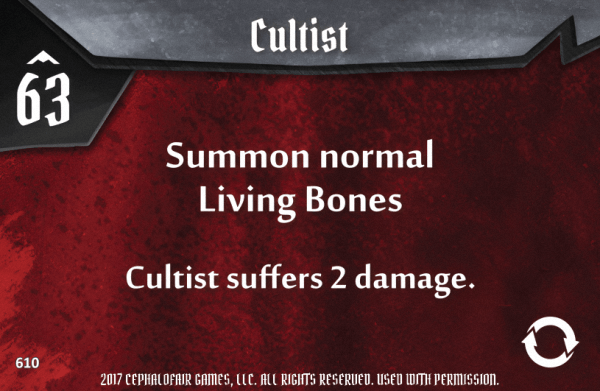 Cultist
63
Summon normal
Living Bones
Cultist suffers 2 damage.
610
2017 CEPHALOFAIR GAMES, LLC. ALL RIGHTS RESERVED. USED WITH PERMISSION.